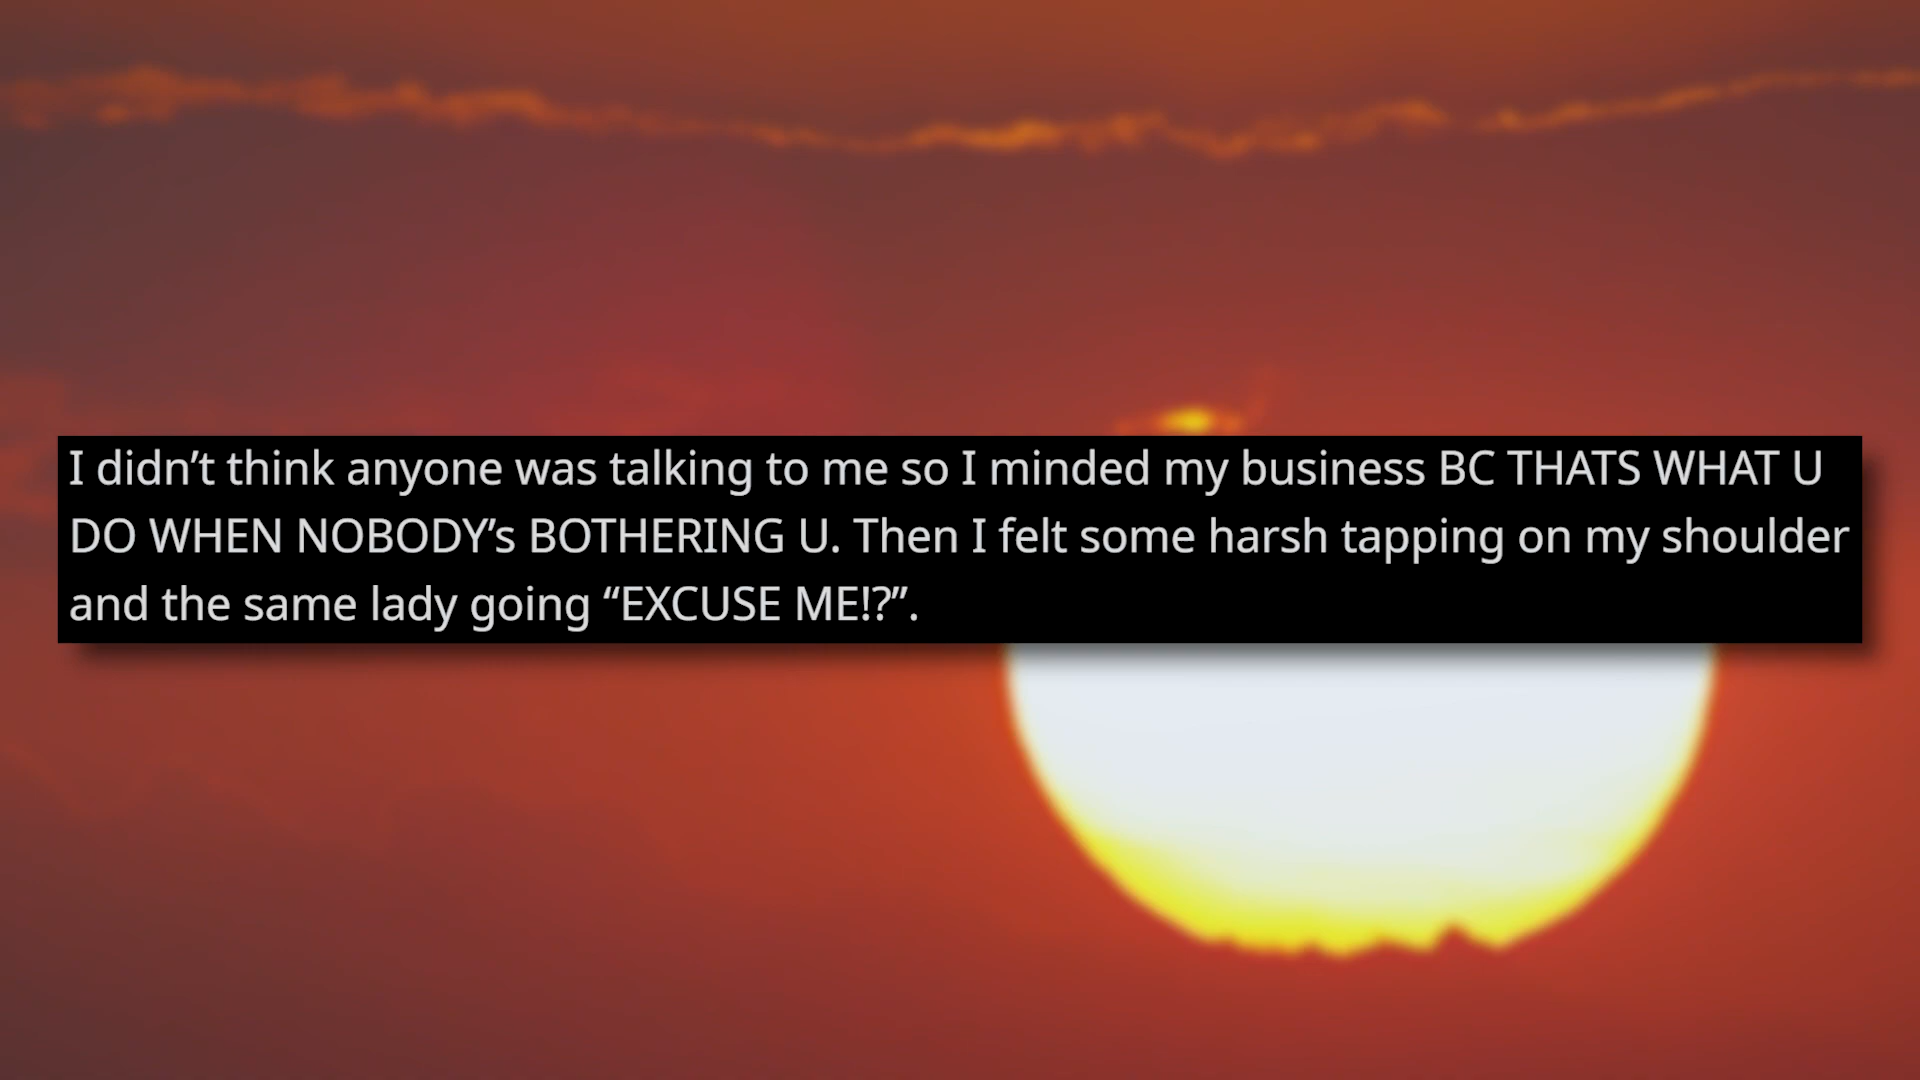 I didn’t think anyone was talking to me so I minded my business BC THATS WHAT U
DO WHEN NOBODY’s BOTHERING U. Then I felt some harsh tapping on my shoulder
and the same lady going “EXCUSE ME!?”.